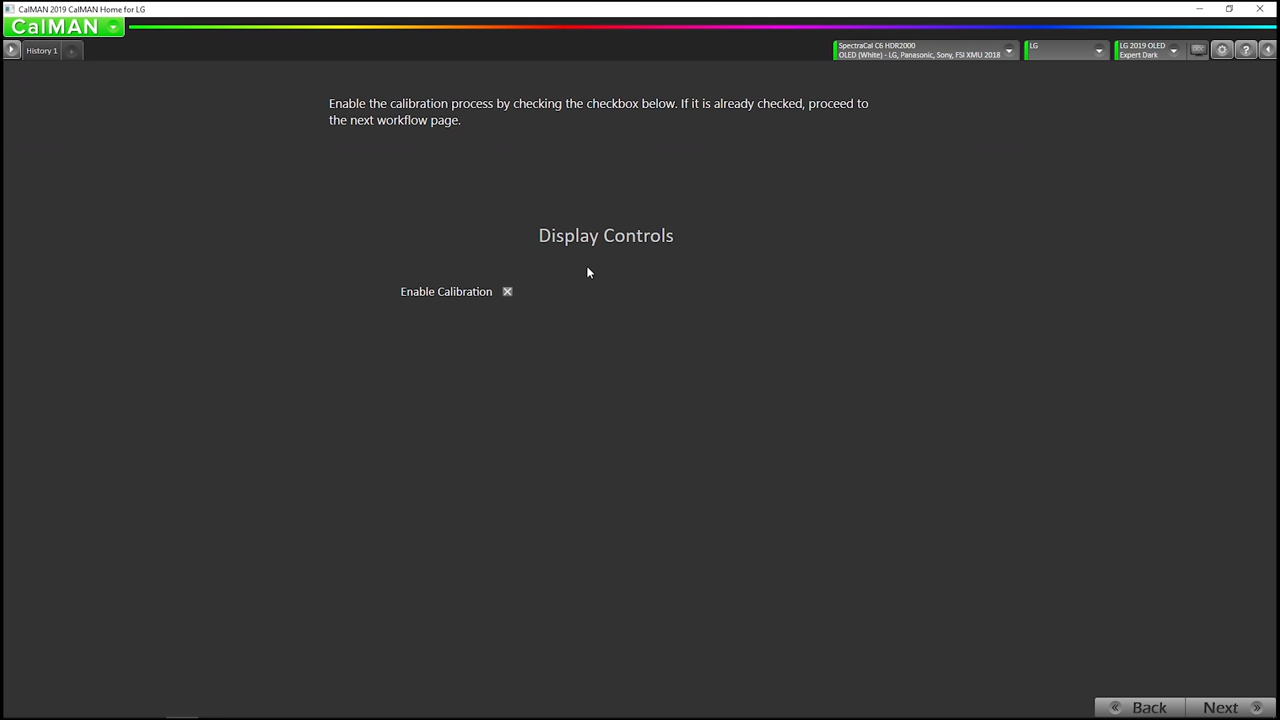 CalMAN 2019 CalMAN Home for LG
CalMAN
History 1
SpectraCal C6 HDR2000
OLED (White) - LG, Panasonic, Sony, FSI XMU 2018
LG
LG 2019 OLED
Expert Dark
?
Enable the calibration process by checking the checkbox below. If it is already checked, proceed to
the next workflow page.
Display Controls
Enable Calibration
Back
Next